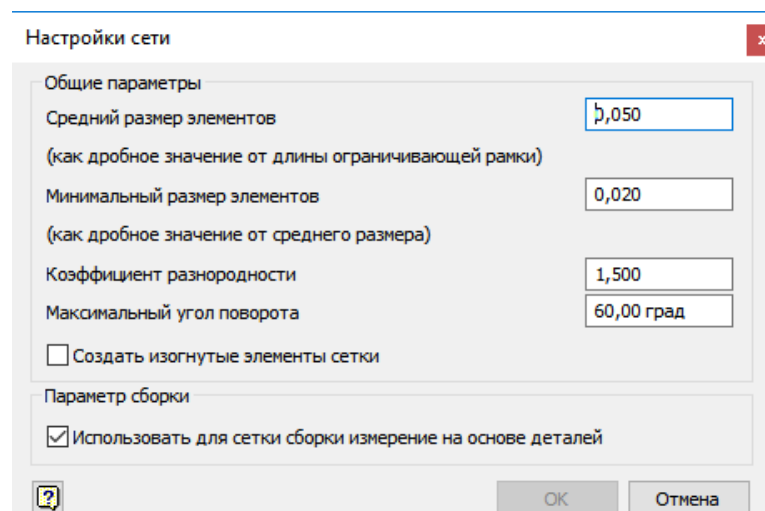 Настройки сети
x
Общие параметры
Средний размер элементов 0,050
(как дробное значение от длины ограничивающей рамки)
Минимальный размер элементов 0,020
(как дробное значение от среднего размера)
Коэффициент разнородности 1,500
Максимальный угол поворота 60,00 град
Создать изогнутые элементы сетки
Параметр сборки
Использовать для сетки сборки измерение на основе деталей
? OK Отмена